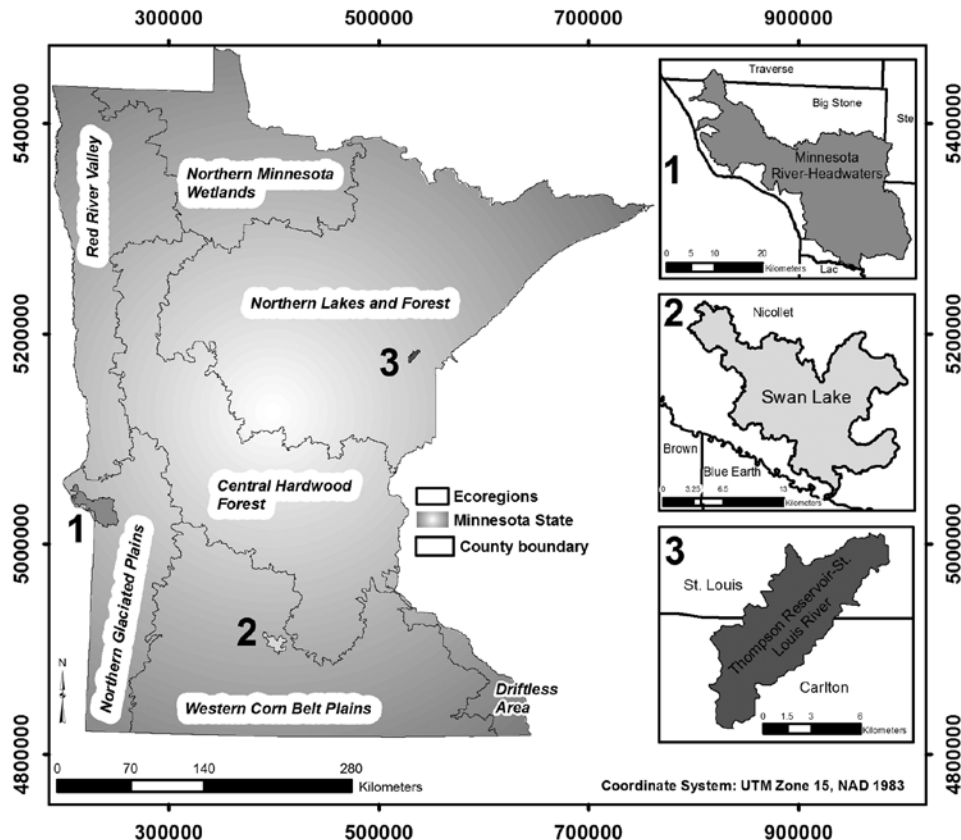 300000 500000 700000 900000
5400000
5200000
5000000
4800000
5400000
5200000
5000000
4800000
Red River Valley
Northern Minnesota
Wetlands
Northern Lakes and Forest
3
Central Hardwood
Forest
1
Northern Glaciated Plains
2
Western Corn Belt Plains
Driftless
Area
Ecoregions
Minnesota State
County boundary
N
0 70 140 280
Kilometers
Traverse
Big Stone
Ste
1
Minnesota
River-Headwaters
0 5 10 20
Kilometers
Lac
2
Nicollet
Swan Lake
Brown
Blue Earth
0 3.25 6.5 13
Kilometers
3
St. Louis
Thompson Reservoir-St.
Louis River
Carlton
0 1.5 3 6
Kilometers
Coordinate System: UTM Zone 15, NAD 1983
300000 500000 700000 900000